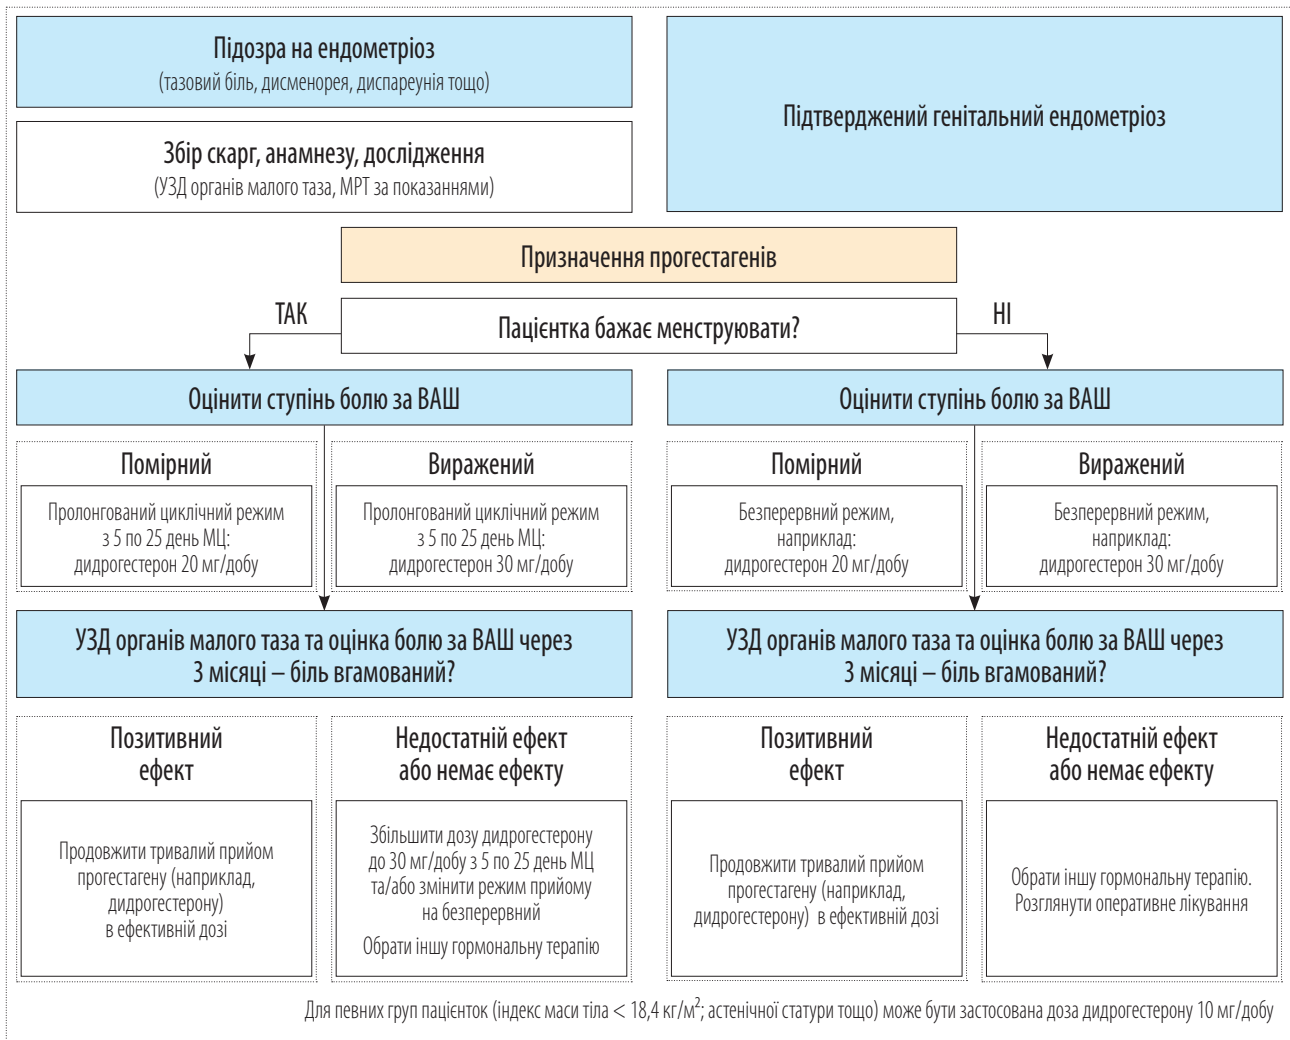 Підозра на ендометріоз
(тазовий біль, дисменорея, диспареунія тощо)
Збір скарг, анамнезу, дослідження
(УЗД органів малого таза, МРТ за показаннями)
Підтверджений генітальний ендометріоз
Призначення прогестагенів
Пацієнтка бажає менструювати?
ТАК
НІ
Оцінити ступінь болю за ВАШ
Помірний
Пролонгований циклічний режим
з 5 по 25 день МЦ:
дидрогестерон 20 мг/добу
Виражений
Пролонгований циклічний режим
з 5 по 25 день МЦ:
дидрогестерон 30 мг/добу
УЗД органів малого таза та оцінка болю за ВАШ через
3 місяці – біль вгамований?
Позитивний
ефект
Продовжити тривалий прийом
прогестагену (наприклад,
дидрогестерону)
в ефективній дозі
Недостатній ефект
або немає ефекту
Збільшити дозу дидрогестерону
до 30 мг/добу з 5 по 25 день МЦ
та/або змінити режим прийому
на безперервний
Обрати іншу гормональну терапію
Оцінити ступінь болю за ВАШ
Помірний
Безперервний режим,
наприклад:
дидрогестерон 20 мг/добу
Виражений
Безперервний режим,
наприклад:
дидрогестерон 30 мг/добу
УЗД органів малого таза та оцінка болю за ВАШ через
3 місяці – біль вгамований?
Позитивний
ефект
Продовжити тривалий прийом
прогестагену (наприклад,
дидрогестерону) в ефективній дозі
Недостатній ефект
або немає ефекту
Обрати іншу гормональну терапію.
Розглянути оперативне лікування
Для певних груп пацієнток (індекс маси тіла < 18,4 кг/м²; астенічної статури тощо) може бути застосована доза дидрогестерону 10 мг/добу